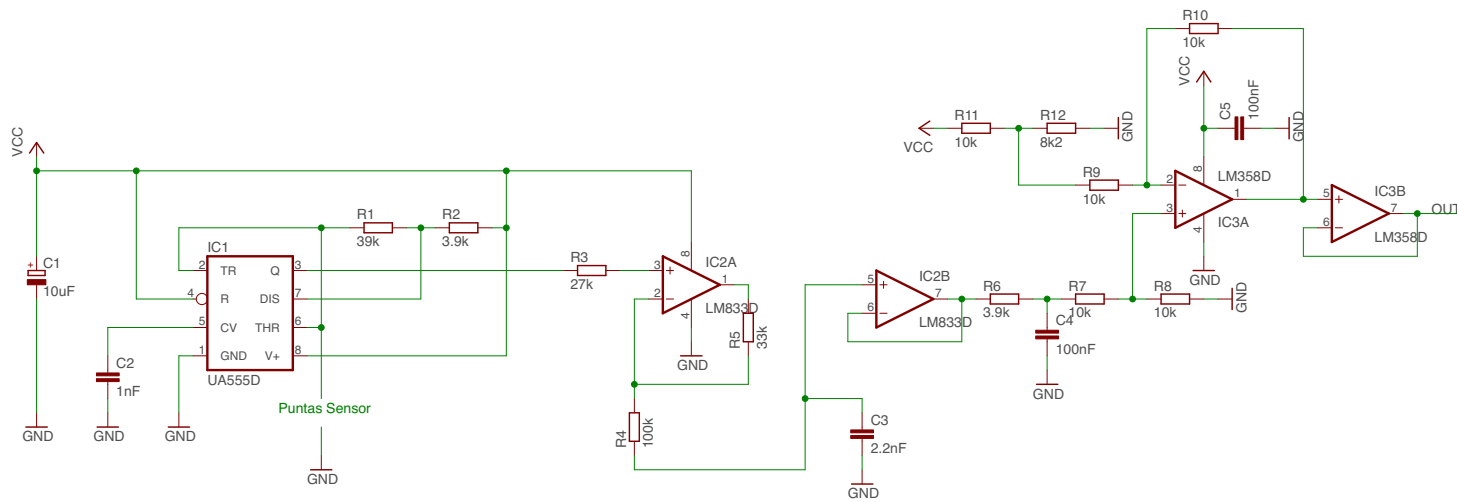 VCC
C1
10uF
+
GND
C2
1nF
GND
GND
IC1
TR
R
CV
GND
Q
DIS
THR
V+
2
4
5
1
3
7
6
8
UA555D
R1
39k
R2
3.9k
Puntas Sensor
GND
R3
27k
IC2A
LM833D
3
2
8
4
1
+
−
GND
R5
33k
R4
100k
C3
2.2nF
GND
IC2B
LM833D
5
6
7
+
−
R6
3.9k
C4
100nF
GND
R7
10k
R8
10k
GND
VCC
R11
10k
R12
8k2
GND
R9
10k
R10
10k
VCC
C5
100nF
GND
LM358D
IC3A
2
3
8
4
1
−
+
GND
IC3B
LM358D
5
6
7
+
−
OUT